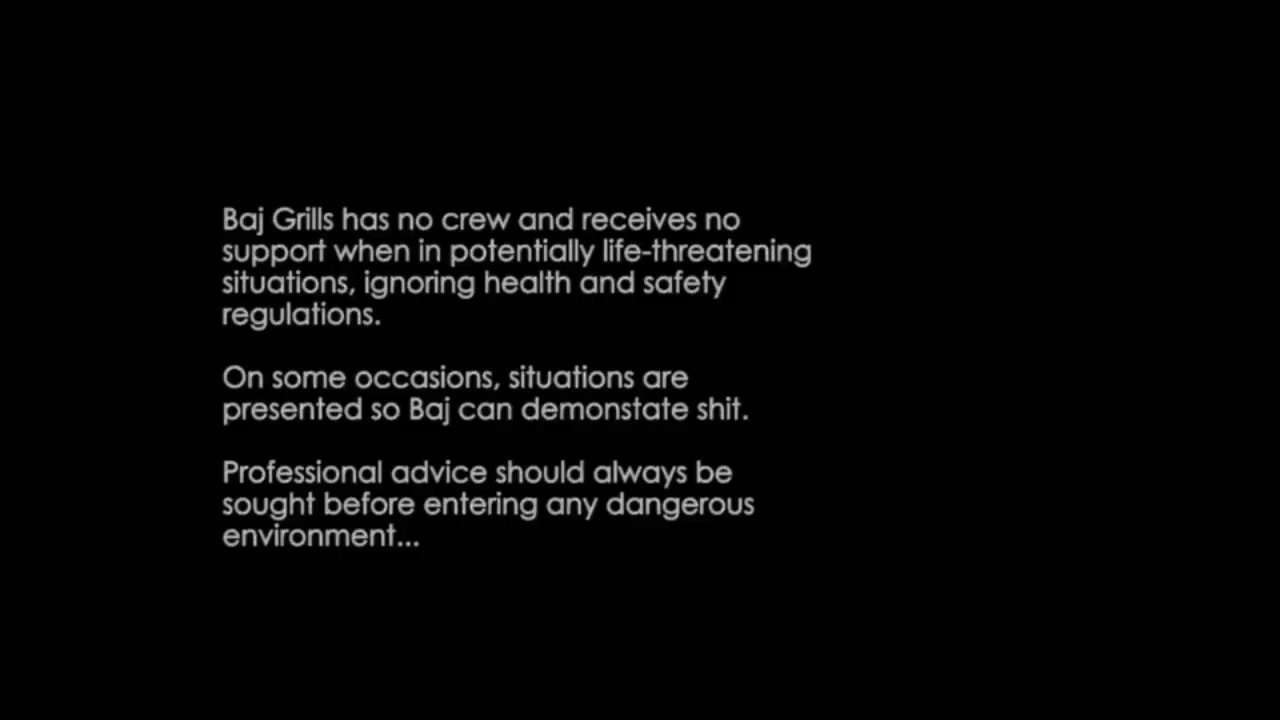 Baj Grills has no crew and receives no
support when in potentially life-threatening
situations, ignoring health and safety
regulations.
On some occasions, situations are
presented so Baj can demonstate shit.
Professional advice should always be
sought before entering any dangerous
environment...